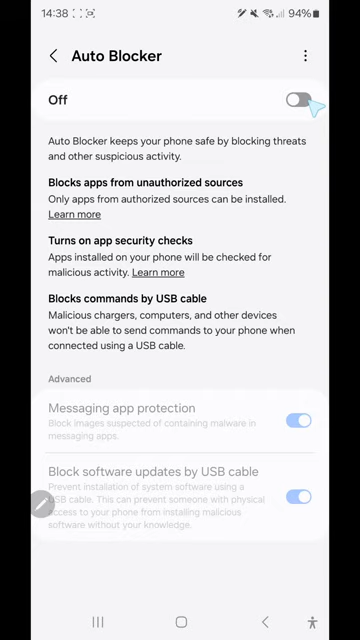 14:38 94%
Auto Blocker
Off
Auto Blocker keeps your phone safe by blocking threats
and other suspicious activity.
Blocks apps from unauthorized sources
Only apps from authorized sources can be installed.
Learn more
Turns on app security checks
Apps installed on your phone will be checked for
malicious activity. Learn more
Blocks commands by USB cable
Malicious chargers, computers, and other devices
won't be able to send commands to your phone when
connected using a USB cable.
Advanced
Messaging app protection
Block images suspected of containing malware in
messaging apps.
Block software updates by USB cable
Prevent installation of system software using a
USB cable. This can prevent someone with physical
access to your phone from installing malicious
software without your knowledge.